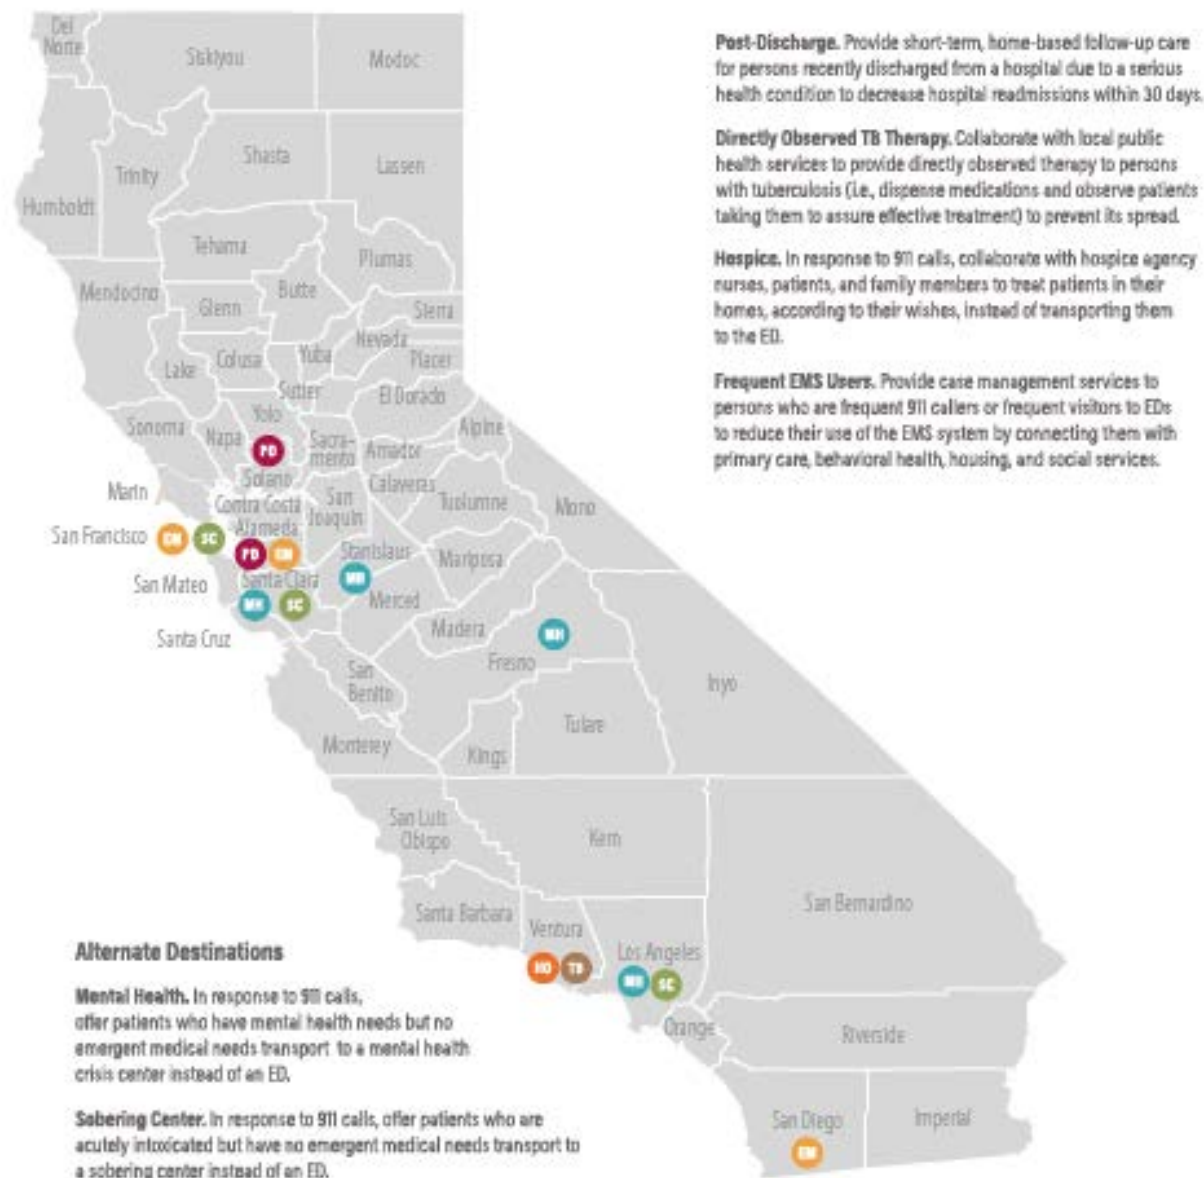 Post-Discharge. Provide short-term, home-based follow-up care
for persons recently discharged from a hospital due to a serious
health condition to decrease hospital readmissions within 30 days.
Directly Observed TB Therapy. Collaborate with local public
health services to provide directly observed therapy to persons
with tuberculosis (i.e., dispense medications and observe patients
taking them to assure effective treatment) to prevent its spread.
Hospice. In response to 911 calls, collaborate with hospice agency
nurses, patients, and family members to treat patients in their
homes, according to their wishes, instead of transporting them
to the ED.
Frequent EMS Users. Provide case management services to
persons who are frequent 911 callers or frequent visitors to EDs
to reduce their use of the EMS system by connecting them with
primary care, behavioral health, housing, and social services.
Del
Norte
Siskiyou
Modoc
Humboldt
Trinity
Shasta
Lassen
Tehama
Plumas
Mendocino
Glenn
Butte
Sierra
Lake
Colusa
Yuba
Nevada
Placer
Sutter
El Dorado
Sonoma
Napa
Yolo
Sacra-
mento
Amador
Alpine
PD
Solano
Calaveras
Marin
Contra Costa
San
Joaquin
Tuolumne
Mono
San Francisco
EM
SC
Alameda
PD
EM
Stanislaus
MH
Mariposa
San Mateo
Santa Clara
MH
SC
Merced
Madera
MH
Santa Cruz
Fresno
San
Benito
Inyo
Tulare
Monterey
Kings
San Luis
Obispo
Kern
Santa Barbara
Ventura
HO
TB
Los Angeles
MH
SC
San Bernardino
Orange
Riverside
San Diego
EM
Imperial
Alternate Destinations
Mental Health. In response to 911 calls,
offer patients who have mental health needs but no
emergent medical needs transport to a mental health
crisis center instead of an ED.
Sobering Center. In response to 911 calls, offer patients who are
acutely intoxicated but have no emergent medical needs transport to
a sobering center instead of an ED.